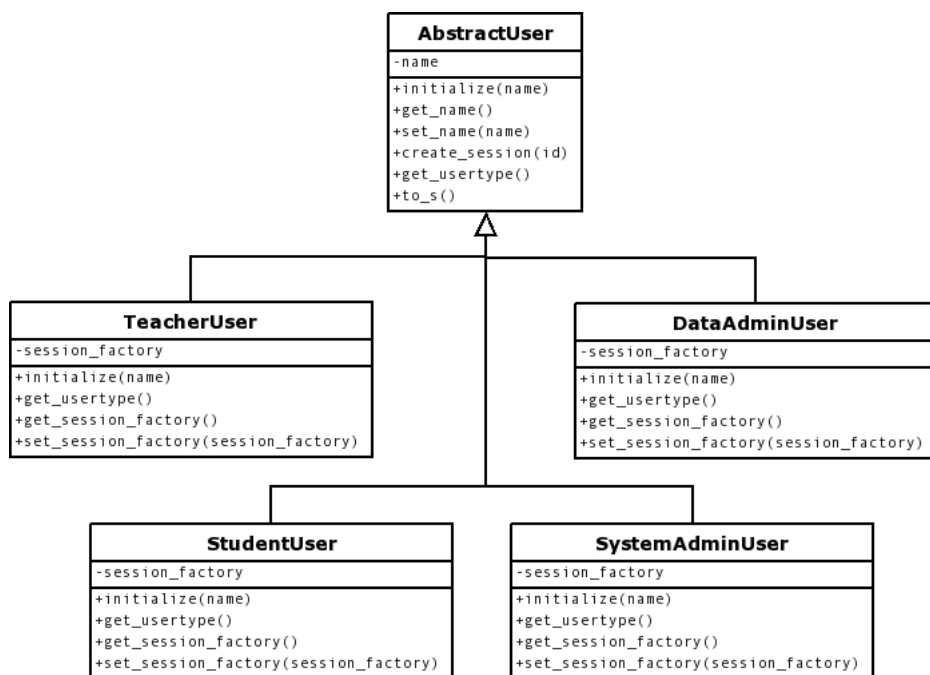 AbstractUser
-name
+initialize(name)
+get_name()
+set_name(name)
+create_session(id)
+get_usertype()
+to_s()
TeacherUser
-session_factory
+initialize(name)
+get_usertype()
+get_session_factory()
+set_session_factory(session_factory)
DataAdminUser
-session_factory
+initialize(name)
+get_usertype()
+get_session_factory()
+set_session_factory(session_factory)
StudentUser
-session_factory
+initialize(name)
+get_usertype()
+get_session_factory()
+set_session_factory(session_factory)
SystemAdminUser
-session_factory
+initialize(name)
+get_usertype()
+get_session_factory()
+set_session_factory(session_factory)